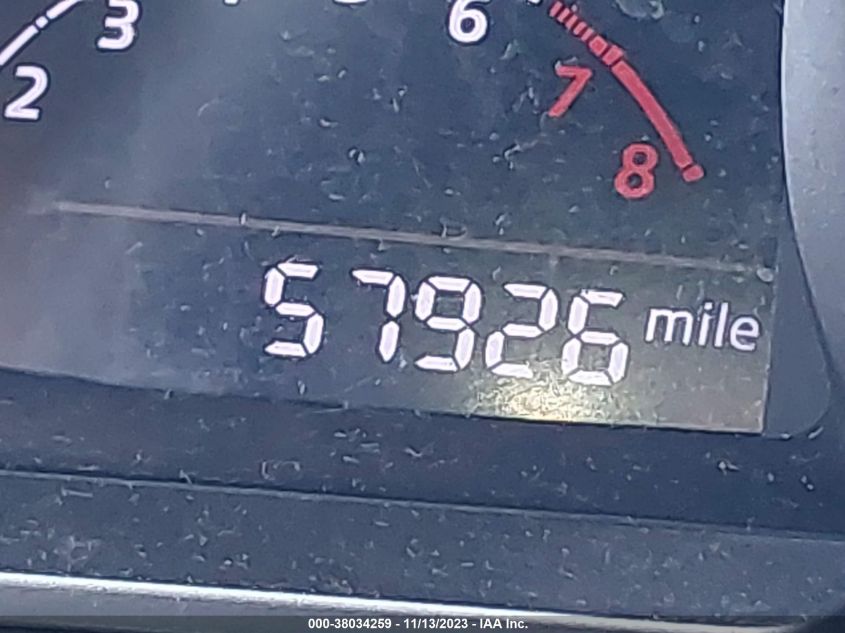 2 3 6 7 8
57926 mile
000-38034259 - 11/13/2023 - IAA Inc.